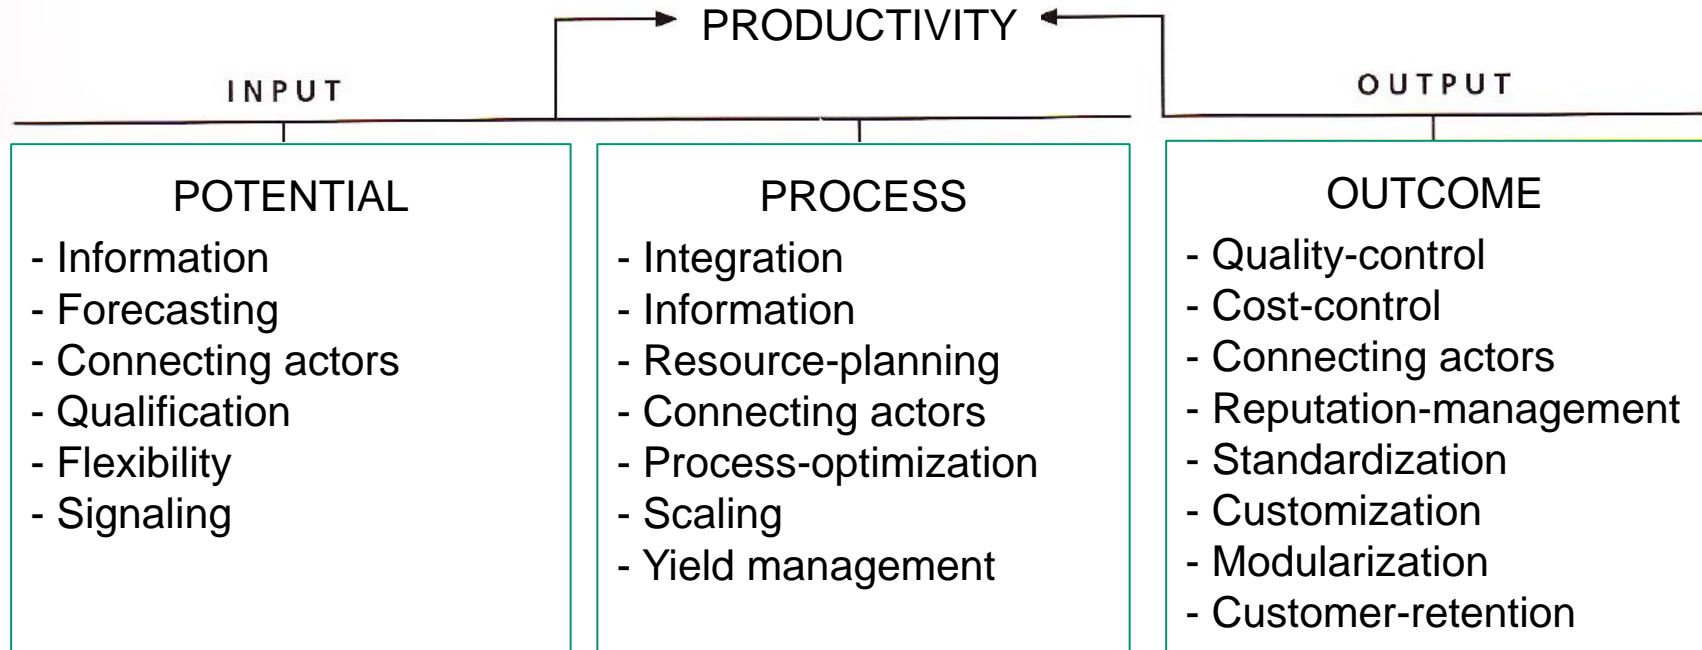 PRODUCTIVITY
INPUT
OUTPUT
POTENTIAL
- Information
- Forecasting
- Connecting actors
- Qualification
- Flexibility
- Signaling
PROCESS
- Integration
- Information
- Resource-planning
- Connecting actors
- Process-optimization
- Scaling
- Yield management
OUTCOME
- Quality-control
- Cost-control
- Connecting actors
- Reputation-management
- Standardization
- Customization
- Modularization
- Customer-retention